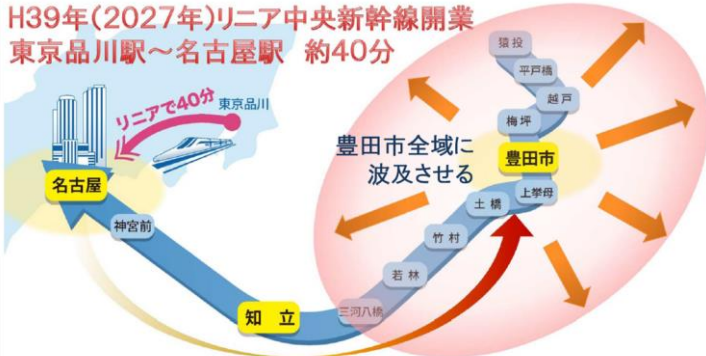 H39年(2027年)リニア中央新幹線開業
東京品川駅～名古屋駅 約40分
リニアで40分
東京品川
名古屋
神宮前
知立
三河八橋
若林
竹村
土橋
上挙母
豊田市
梅坪
越戸
平戸橋
猿投
豊田市全域に
波及させる